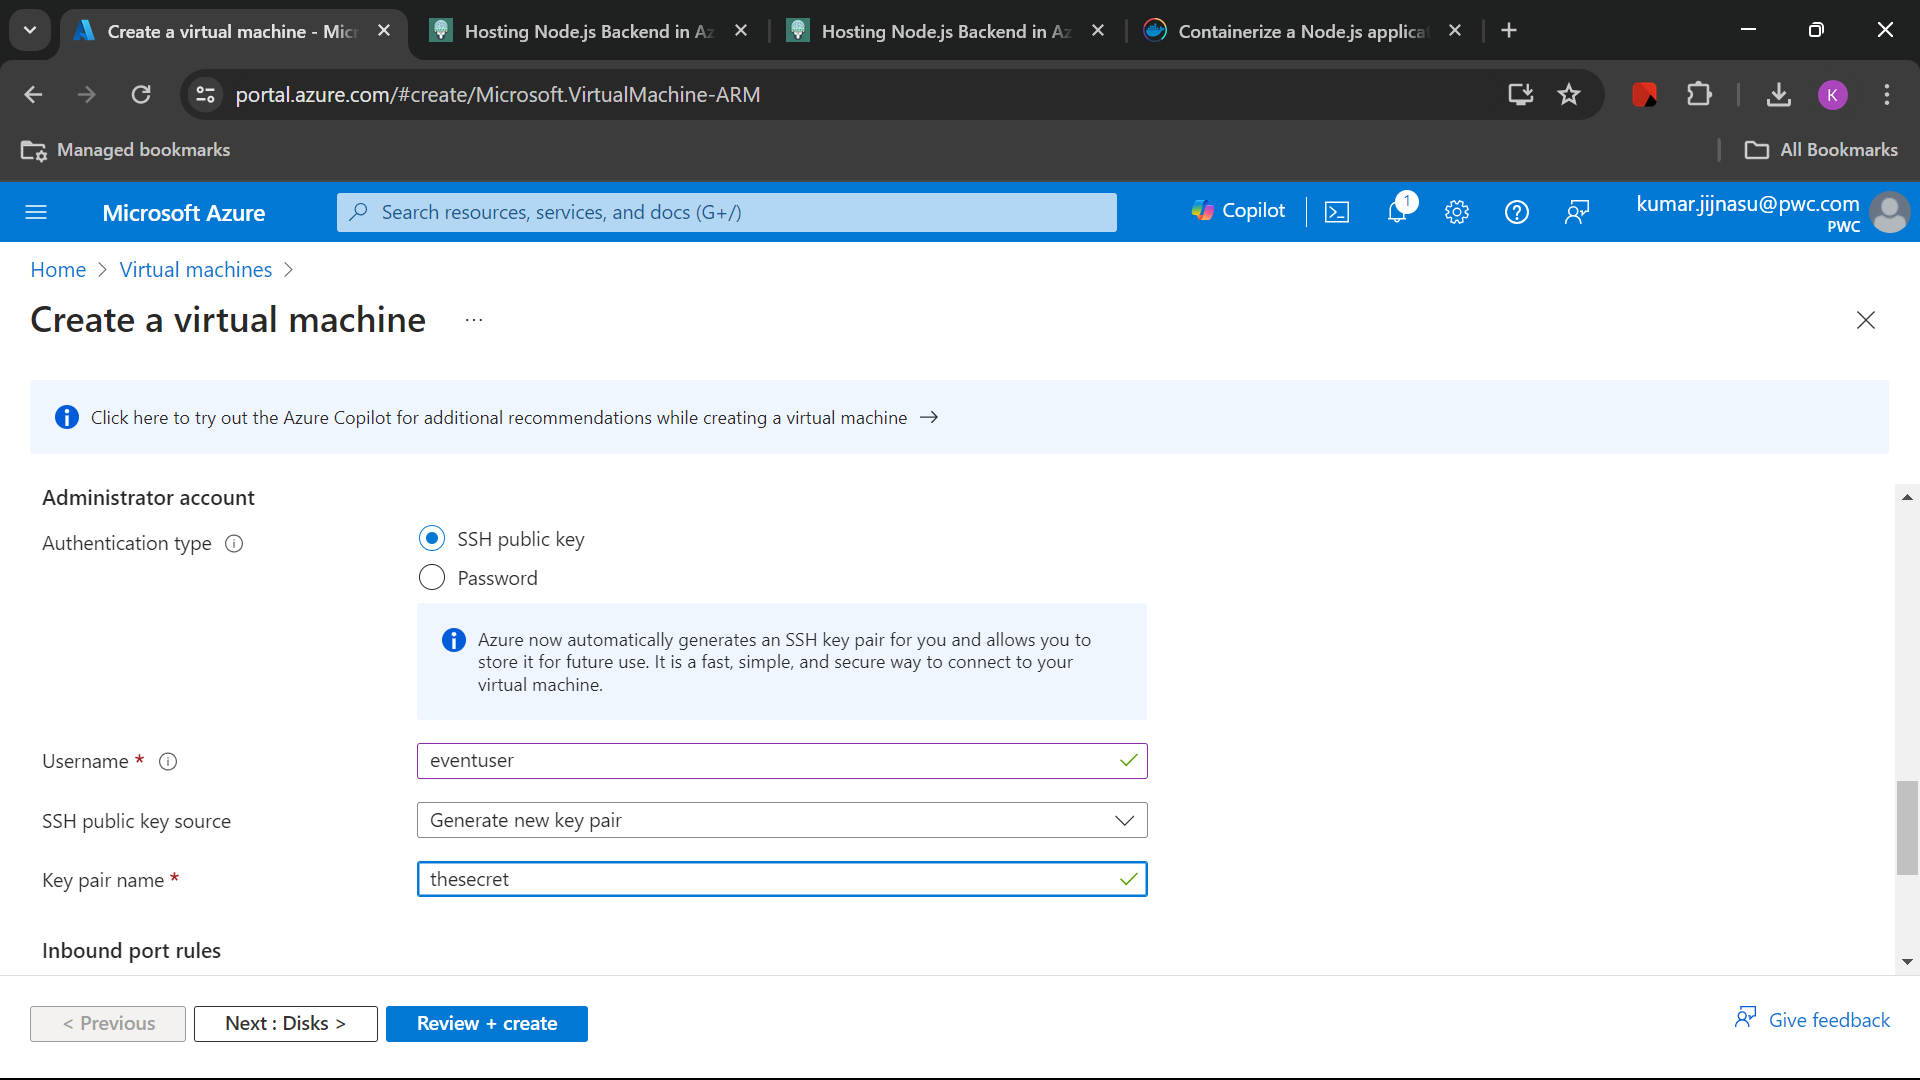 Create a virtual machine - Mic
Hosting Node.js Backend in Az
Hosting Node.js Backend in Az
Containerize a Node.js applicat
portal.azure.com/#create/Microsoft.VirtualMachine-ARM
K
Managed bookmarks
All Bookmarks
Microsoft Azure
Search resources, services, and docs (G+/)
Copilot
1
kumar.jijnasu@pwc.com
PWC
Home > Virtual machines >
Create a virtual machine ...
Click here to try out the Azure Copilot for additional recommendations while creating a virtual machine →
Administrator account
Authentication type
SSH public key
Password
Azure now automatically generates an SSH key pair for you and allows you to
store it for future use. It is a fast, simple, and secure way to connect to your
virtual machine.
Username *
eventuser
SSH public key source
Generate new key pair
Key pair name *
thesecret
Inbound port rules
< Previous
Next : Disks >
Review + create
Give feedback